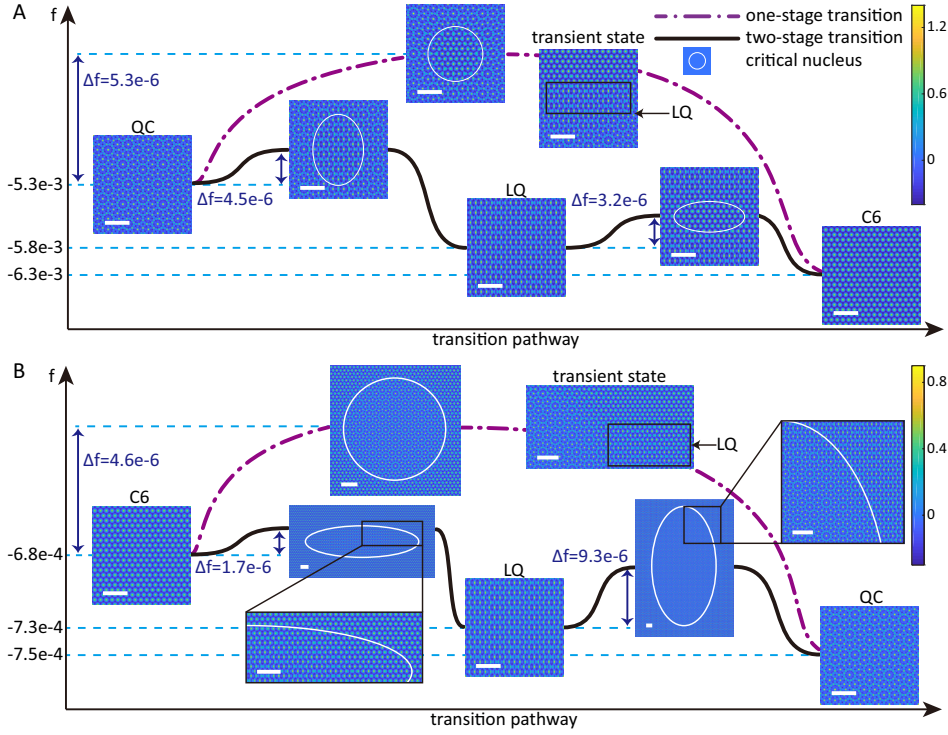 A
f
one-stage transition
two-stage transition
critical nucleus
1.2
0.6
0
Δf=5.3e-6
transient state
LQ
QC
-5.3e-3
Δf=4.5e-6
LQ
Δf=3.2e-6
C6
-5.8e-3
-6.3e-3
transition pathway
B
f
transient state
0.8
0.4
0
LQ
Δf=4.6e-6
C6
-6.8e-4
Δf=1.7e-6
LQ
Δf=9.3e-6
QC
-7.3e-4
-7.5e-4
transition pathway